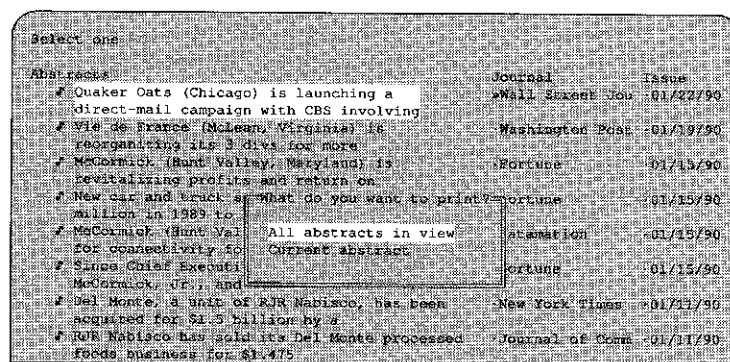 Select one
Abstracts Journal Issue
Quaker Oats (Chicago) is launching a Wall Street Jou 01/22/90
direct-mail campaign with CBS involving
Vie de France (McLean, Virginia) is Washington Post 01/19/90
reorganizing its 3 divs for more
McCormick (Hunt Valley, Maryland) is Fortune 01/15/90
revitalizing profits and return on
New car and truck s What do you want to print? ortune 01/15/90
million in 1989 to
McCormick (Hunt Val All abstracts in view atamation 01/15/90
for connectivity fo Current abstract
Since Chief Executi ortune 01/15/90
McCormick, Jr., and
Del Monte, a unit of RJR Nabisco, has been New York Times 01/11/90
acquired for $1.5 billion by a
RJR Nabisco has sold its Del Monte processed Journal of Comm 01/11/90
foods business for $1.475